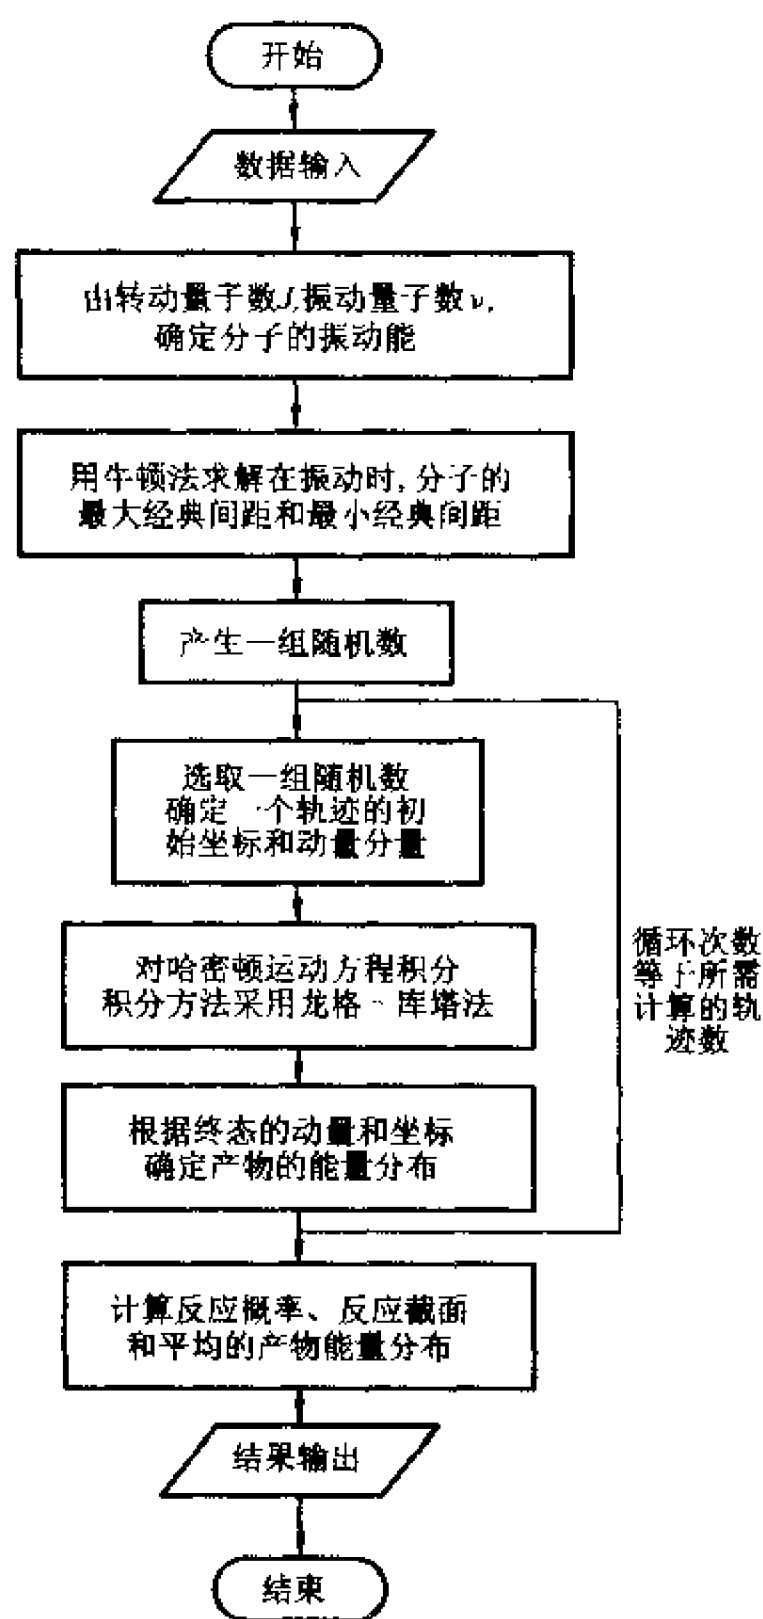 开始
数据输入
由转动量子数J,振动量子数ν,
确定分子的振动能
用牛顿法求解在振动时,分子的
最大经典间距和最小经典间距
产生一组随机数
选取一组随机数
确定一个轨迹的初
始坐标和动量分量
对哈密顿运动方程积分
积分方法采用龙格-库塔法
根据终态的动量和坐标
确定产物的能量分布
循环次数
等于所需
计算的轨
迹数
计算反应概率、反应截面
和平均的产物能量分布
结果输出
结束